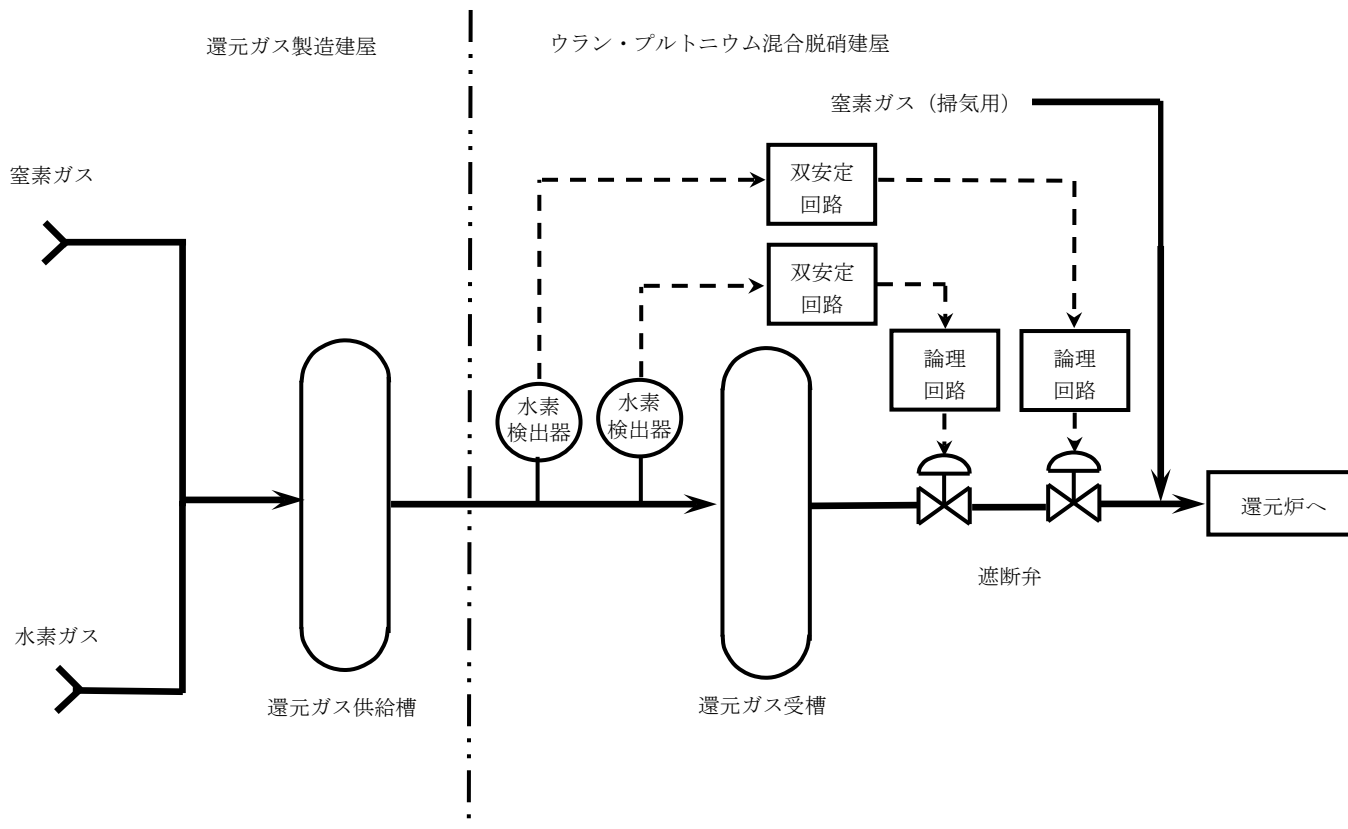 還元ガス製造建屋
ウラン・プルトニウム混合脱硝建屋
窒素ガス（掃気用）
窒素ガス
双安定
回路
双安定
回路
論理
回路
論理
回路
水素
検出器
水素
検出器
還元炉へ
遮断弁
水素ガス
還元ガス供給槽
還元ガス受槽